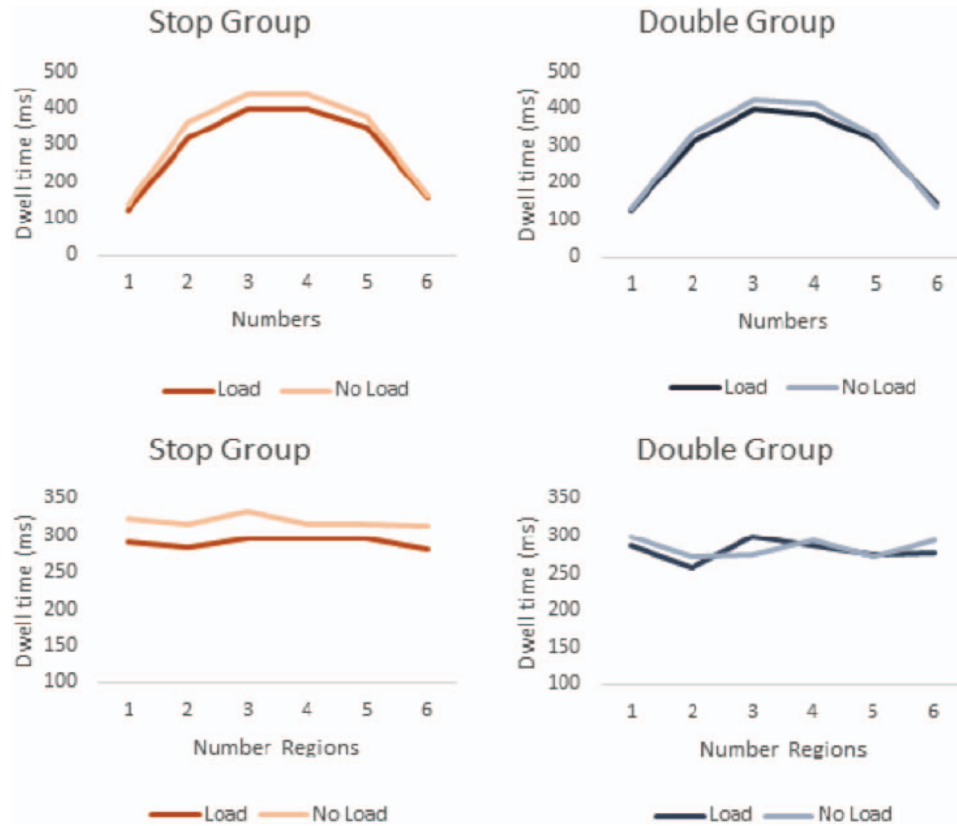 Stop Group
Dwell time (ms)
500
400
300
200
100
0
1 2 3 4 5 6
Numbers
Load No Load
Double Group
Dwell time (ms)
500
400
300
200
100
0
1 2 3 4 5 6
Numbers
Load No Load
Stop Group
Dwell time (ms)
350
300
250
200
150
100
1 2 3 4 5 6
Number Regions
Load No Load
Double Group
Dwell time (ms)
350
300
250
200
150
100
1 2 3 4 5 6
Number Regions
Load No Load